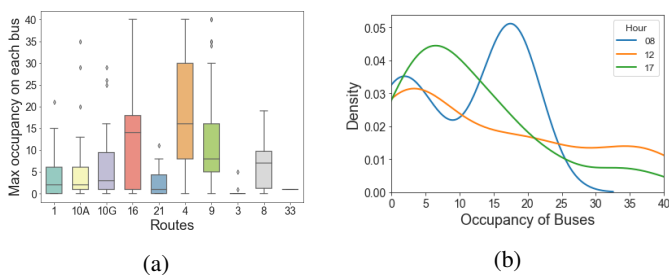 Max occupancy on each bus
40
35
30
25
20
15
10
5
0
1 10A 10G 16 21 4 9 3 8 33
Routes
(a)
Density
0.05
0.04
0.03
0.02
0.01
0.00
Hour
08
12
17
0 5 10 15 20 25 30 35 40
Occupancy of Buses
(b)